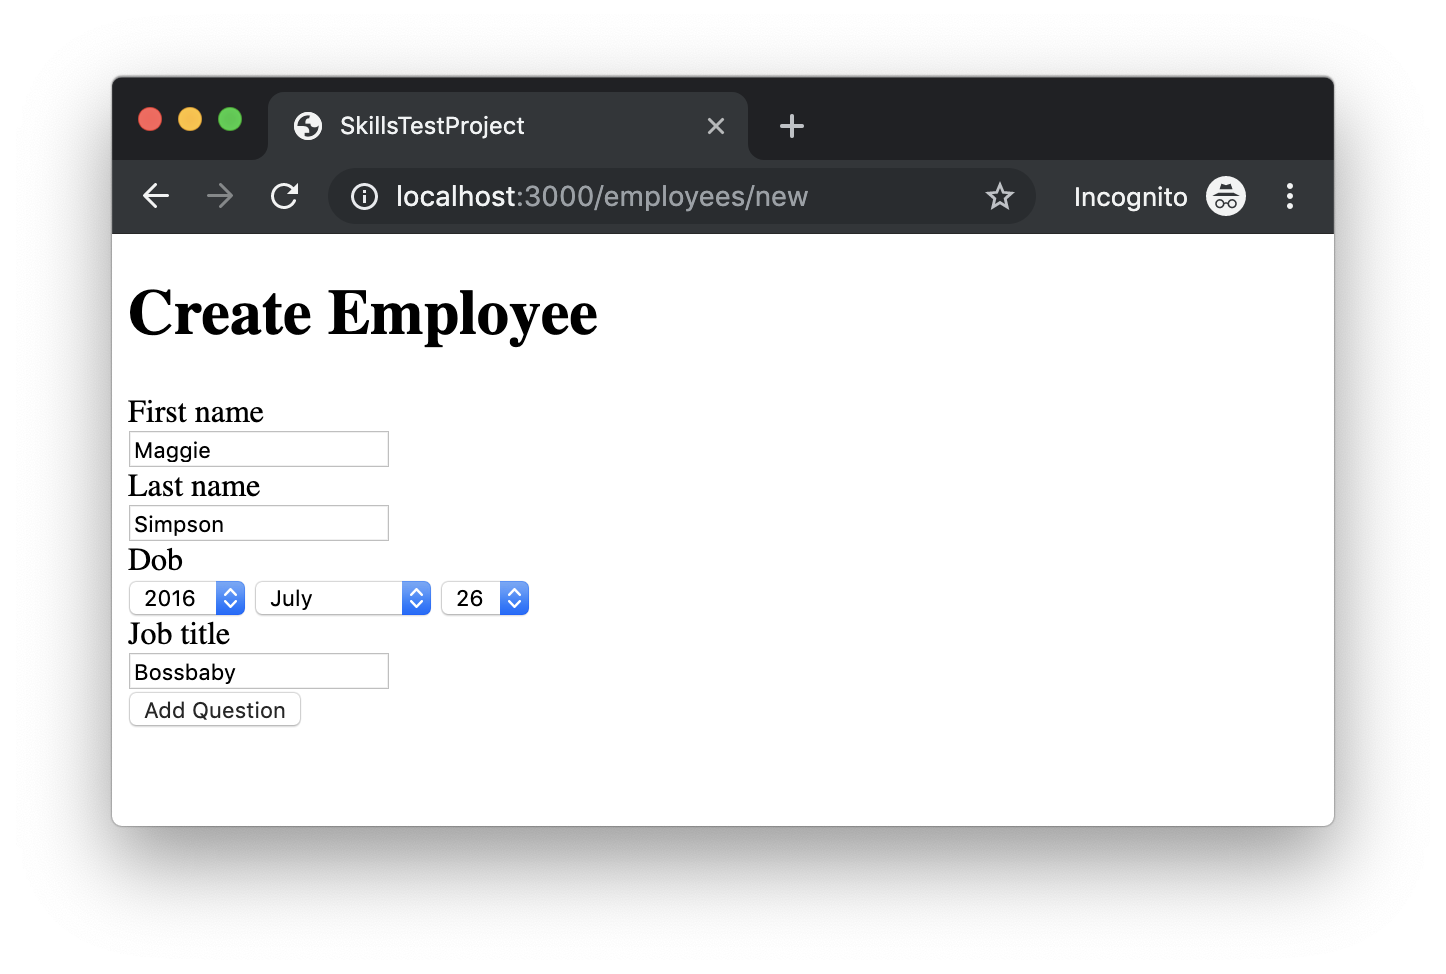 SkillsTestProject
localhost:3000/employees/new
Incognito
Create Employee
First name
Maggie
Last name
Simpson
Dob
2016 July 26
Job title
Bossbaby
Add Question